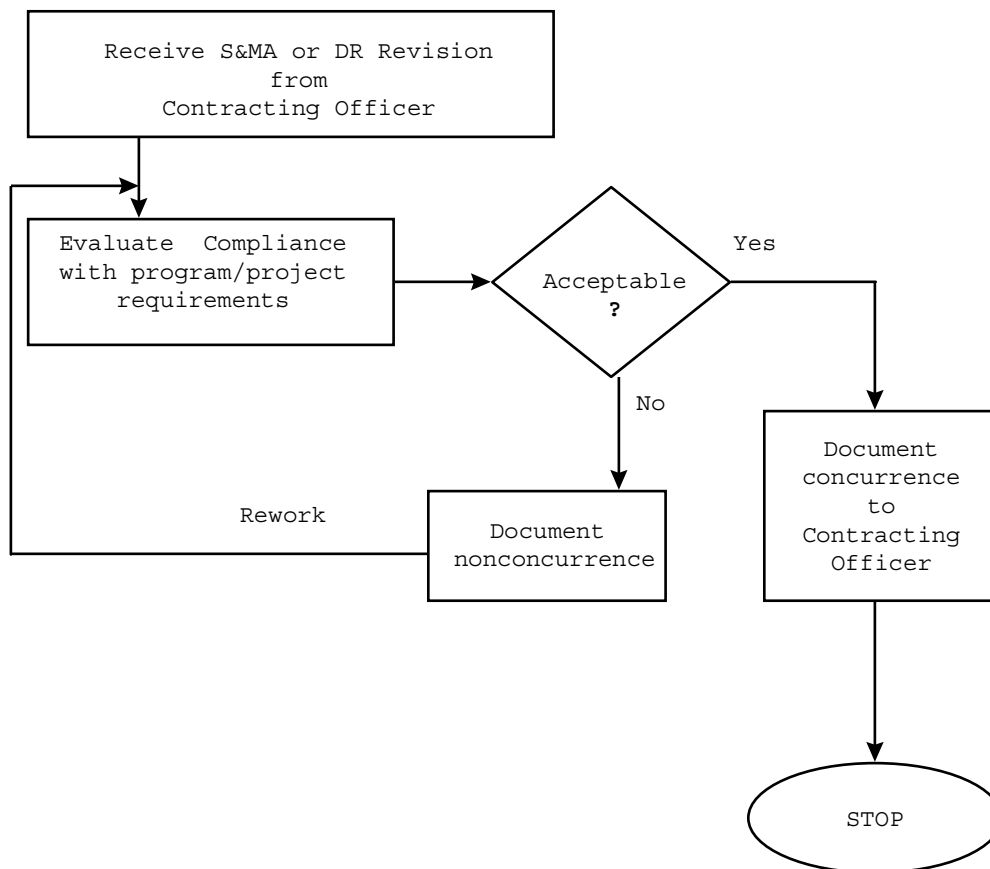 Receive S&MA or DR Revision
from
Contracting Officer
Evaluate Compliance
with program/project
requirements
Acceptable
?
Yes
No
Document
concurrence
to
Contracting
Officer
Rework
Document
nonconcurrence
STOP